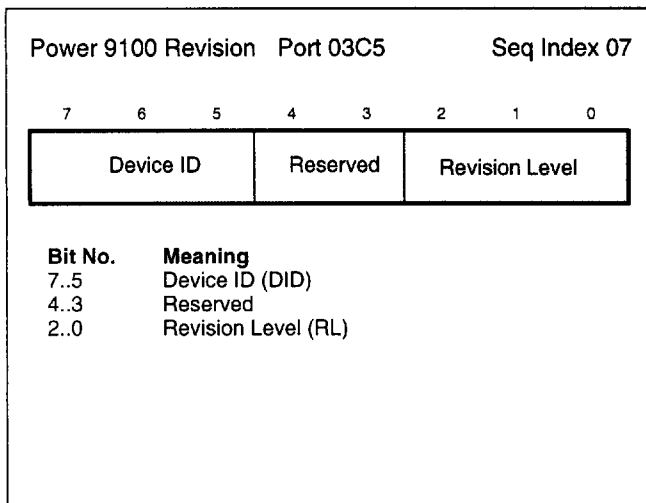 Power 9100 Revision Port 03C5 Seq Index 07
7 6 5 4 3 2 1 0
Device ID Reserved Revision Level
Bit No. Meaning
7..5 Device ID (DID)
4..3 Reserved
2..0 Revision Level (RL)